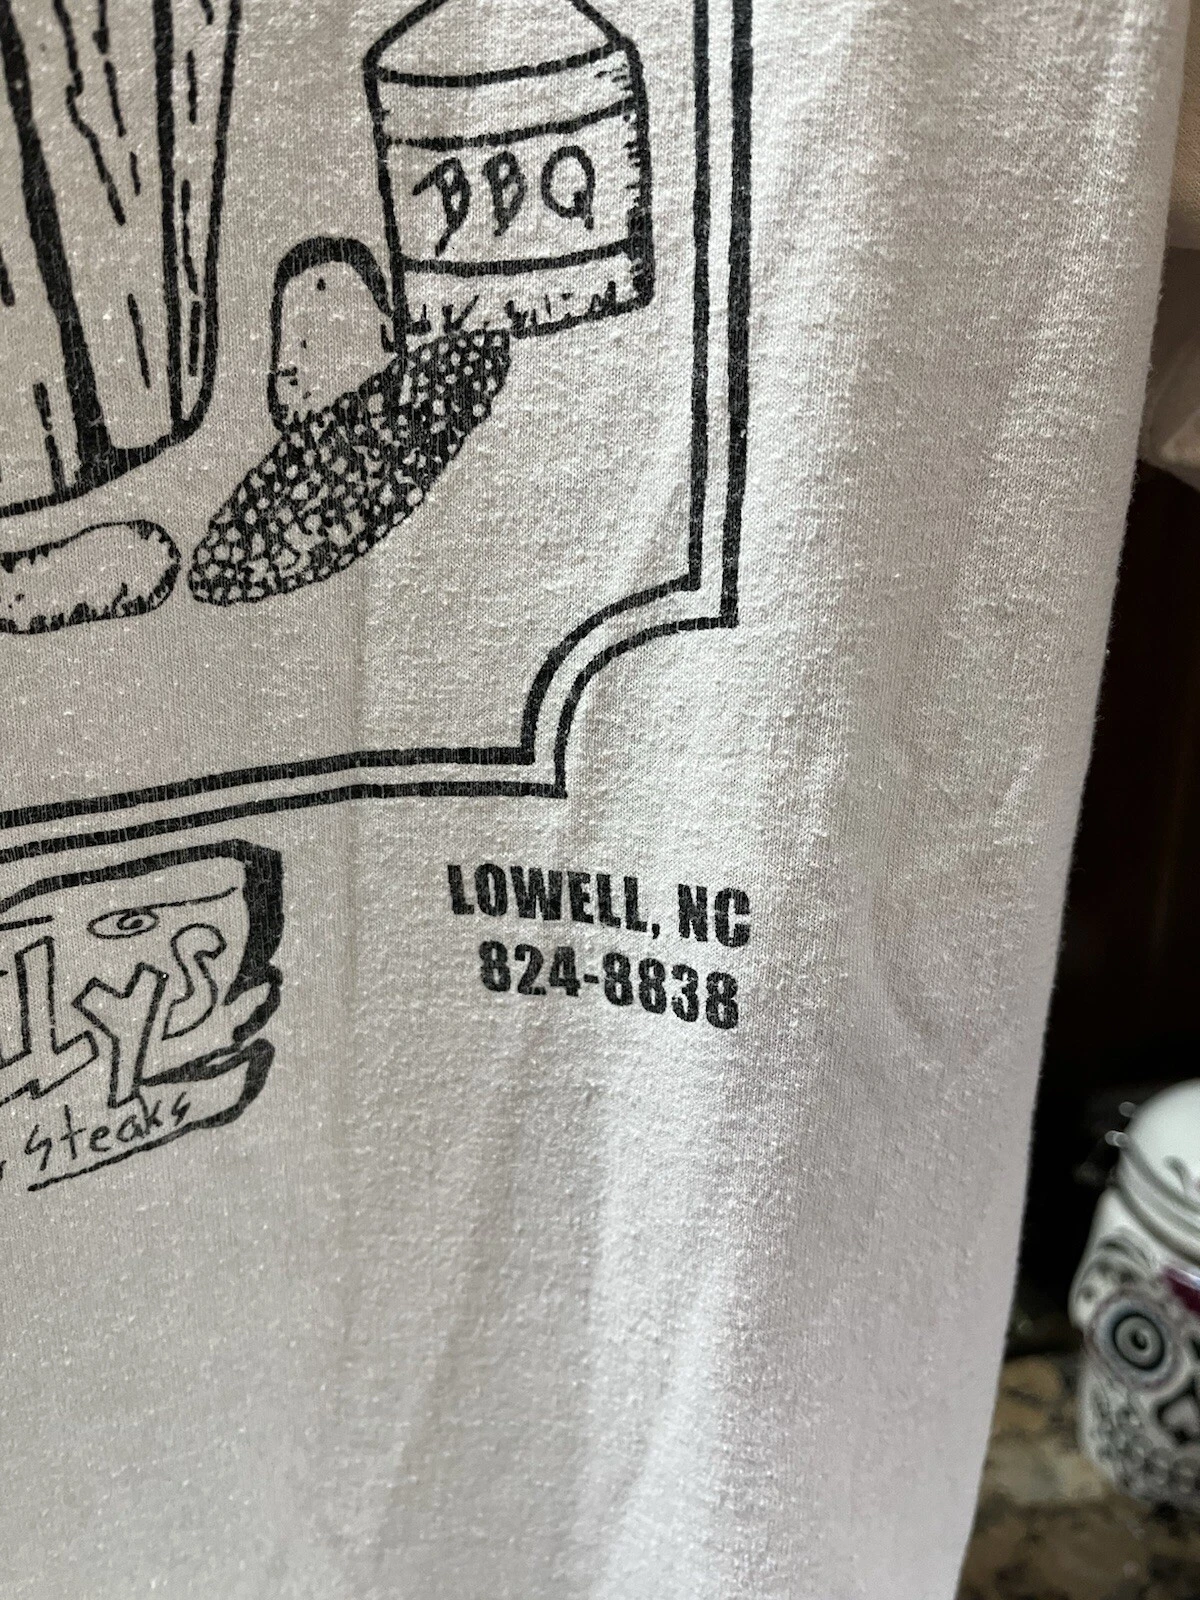 BBQ
LOWELL, NC
824-8838
Steaks